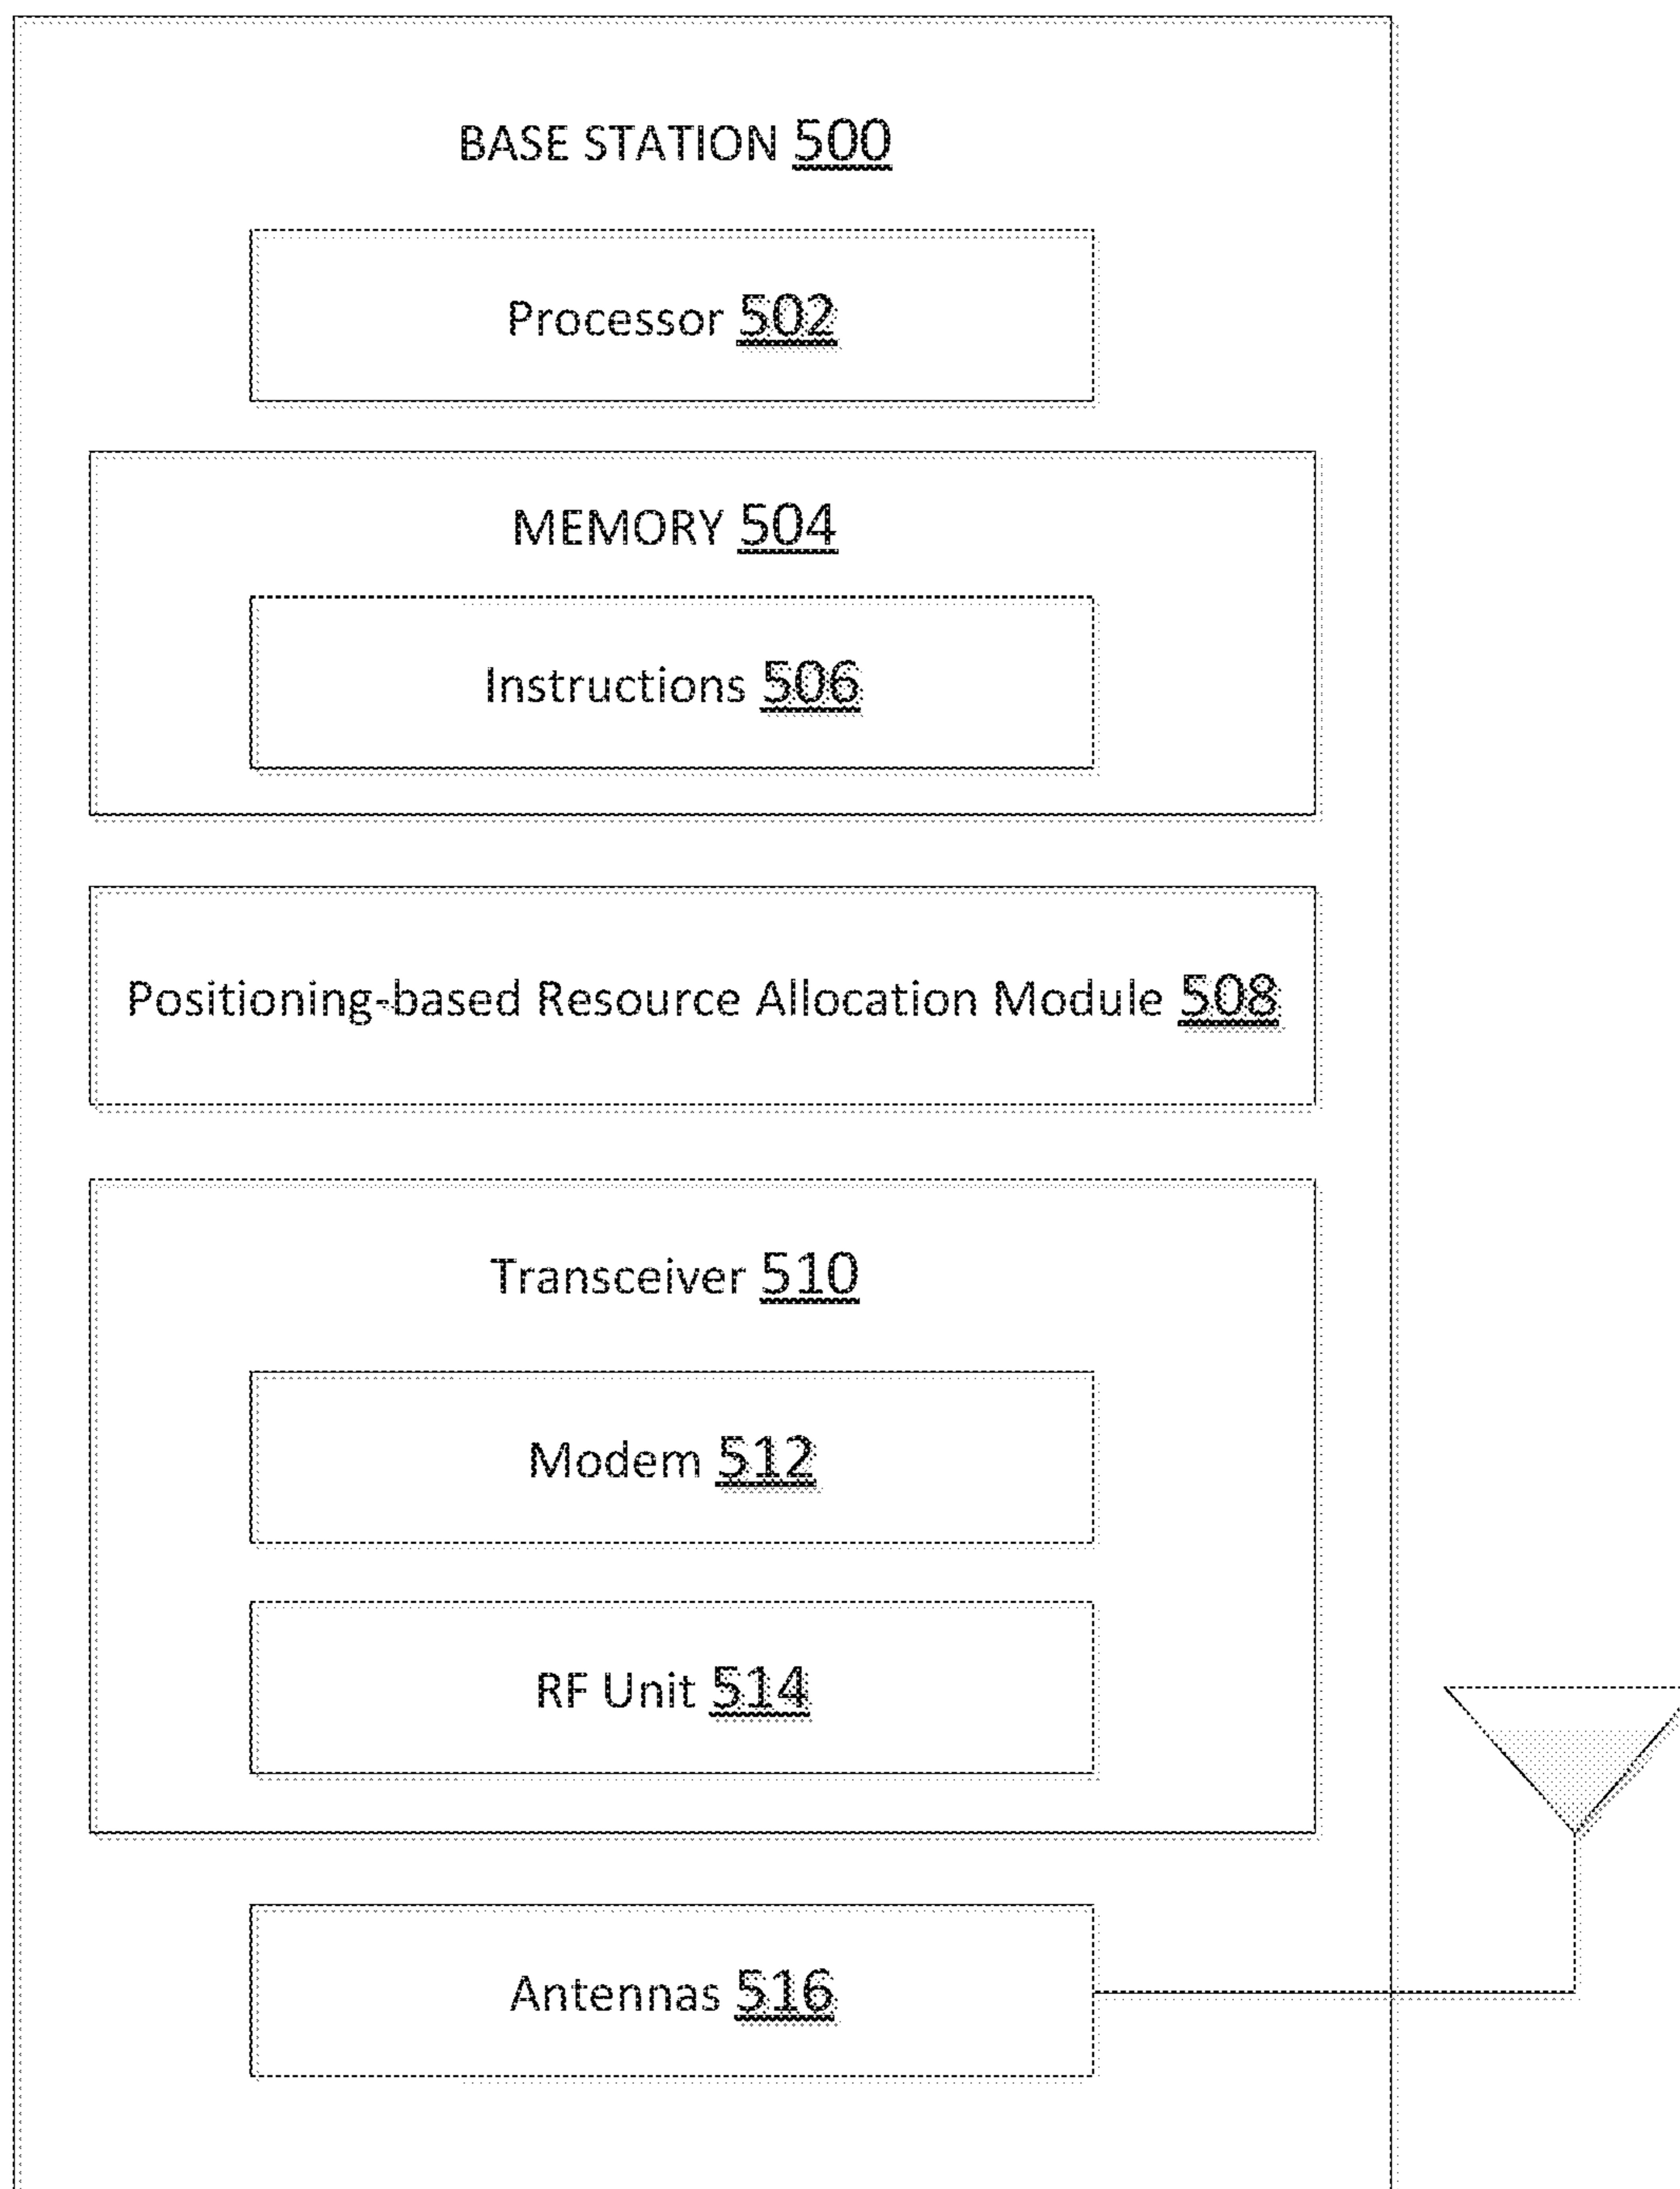 BASE STATION 500
Processor 502
MEMORY 504
Instructions 506
Positioning-based Resource Allocation Module 508
Transceiver 510
Modem 512
RF Unit 514
Antennas 516